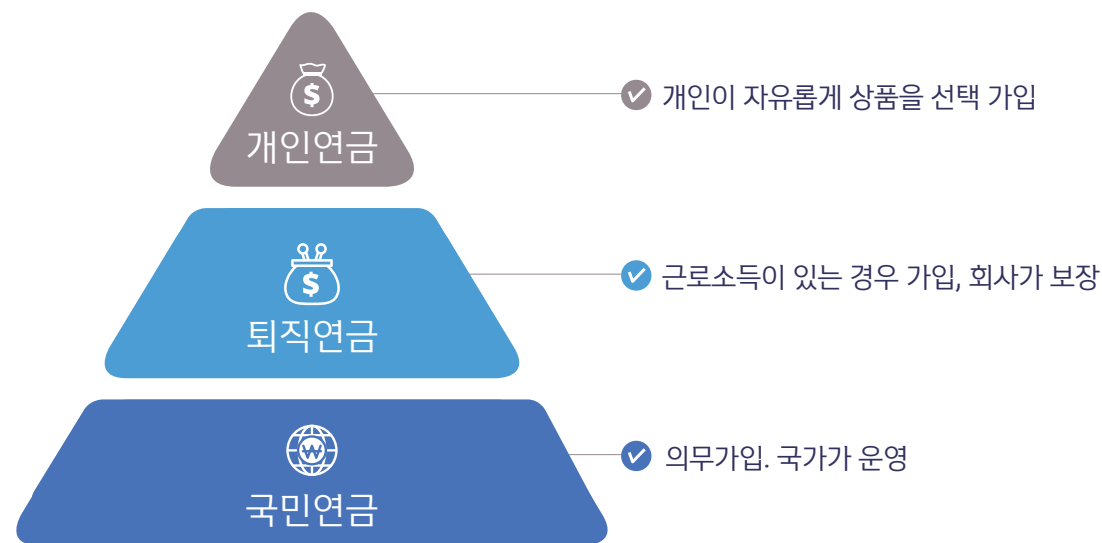 개인연금
개인이 자유롭게 상품을 선택 가입
퇴직연금
근로소득이 있는 경우 가입, 회사가 보장
국민연금
의무가입. 국가가 운영